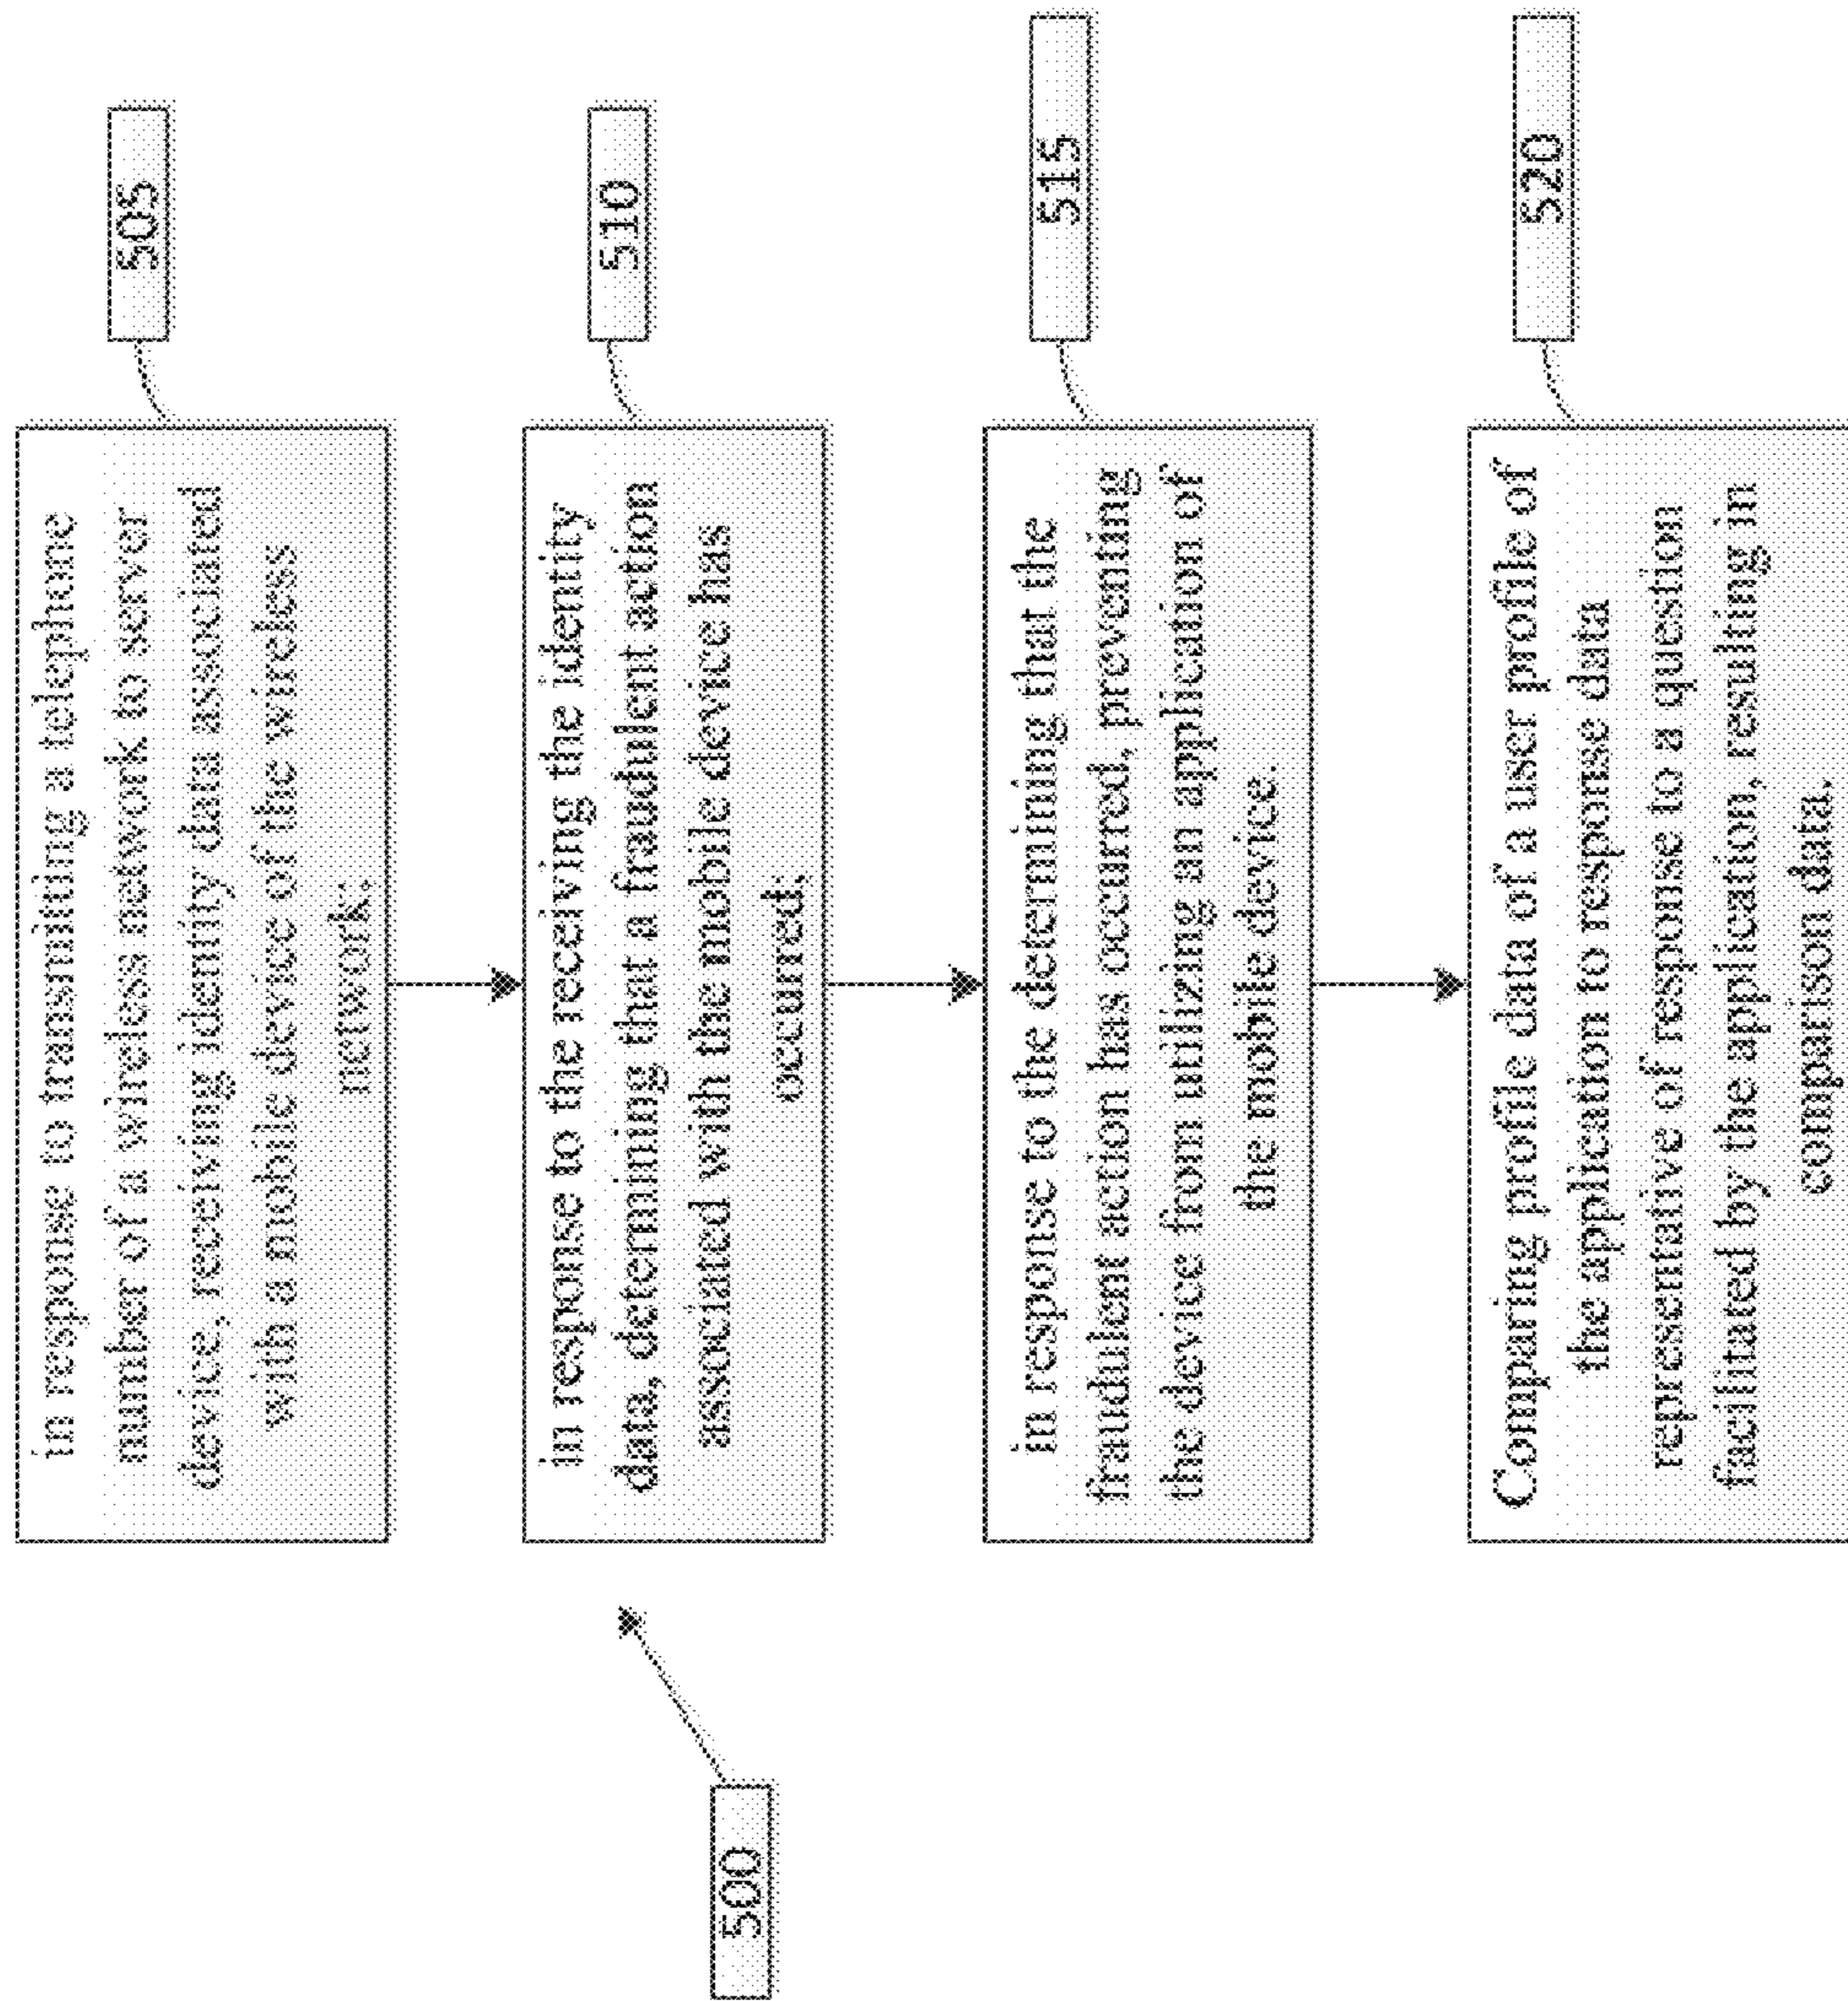 500
in response to transmitting a telephone
number of a wireless network to server
device, receiving identity data associated
with a mobile device of the wireless
network.
505
in response to the receiving the identity
data, determining that a fraudulent action
associated with the mobile device has
occurred.
510
in response to the determining that the
fraudulent action has occurred, preventing
the device from utilizing an application of
the mobile device.
515
Comparing profile data of a user profile of
the application to response data
representative of response to a question
facilitated by the application, resulting in
comparison data.
520